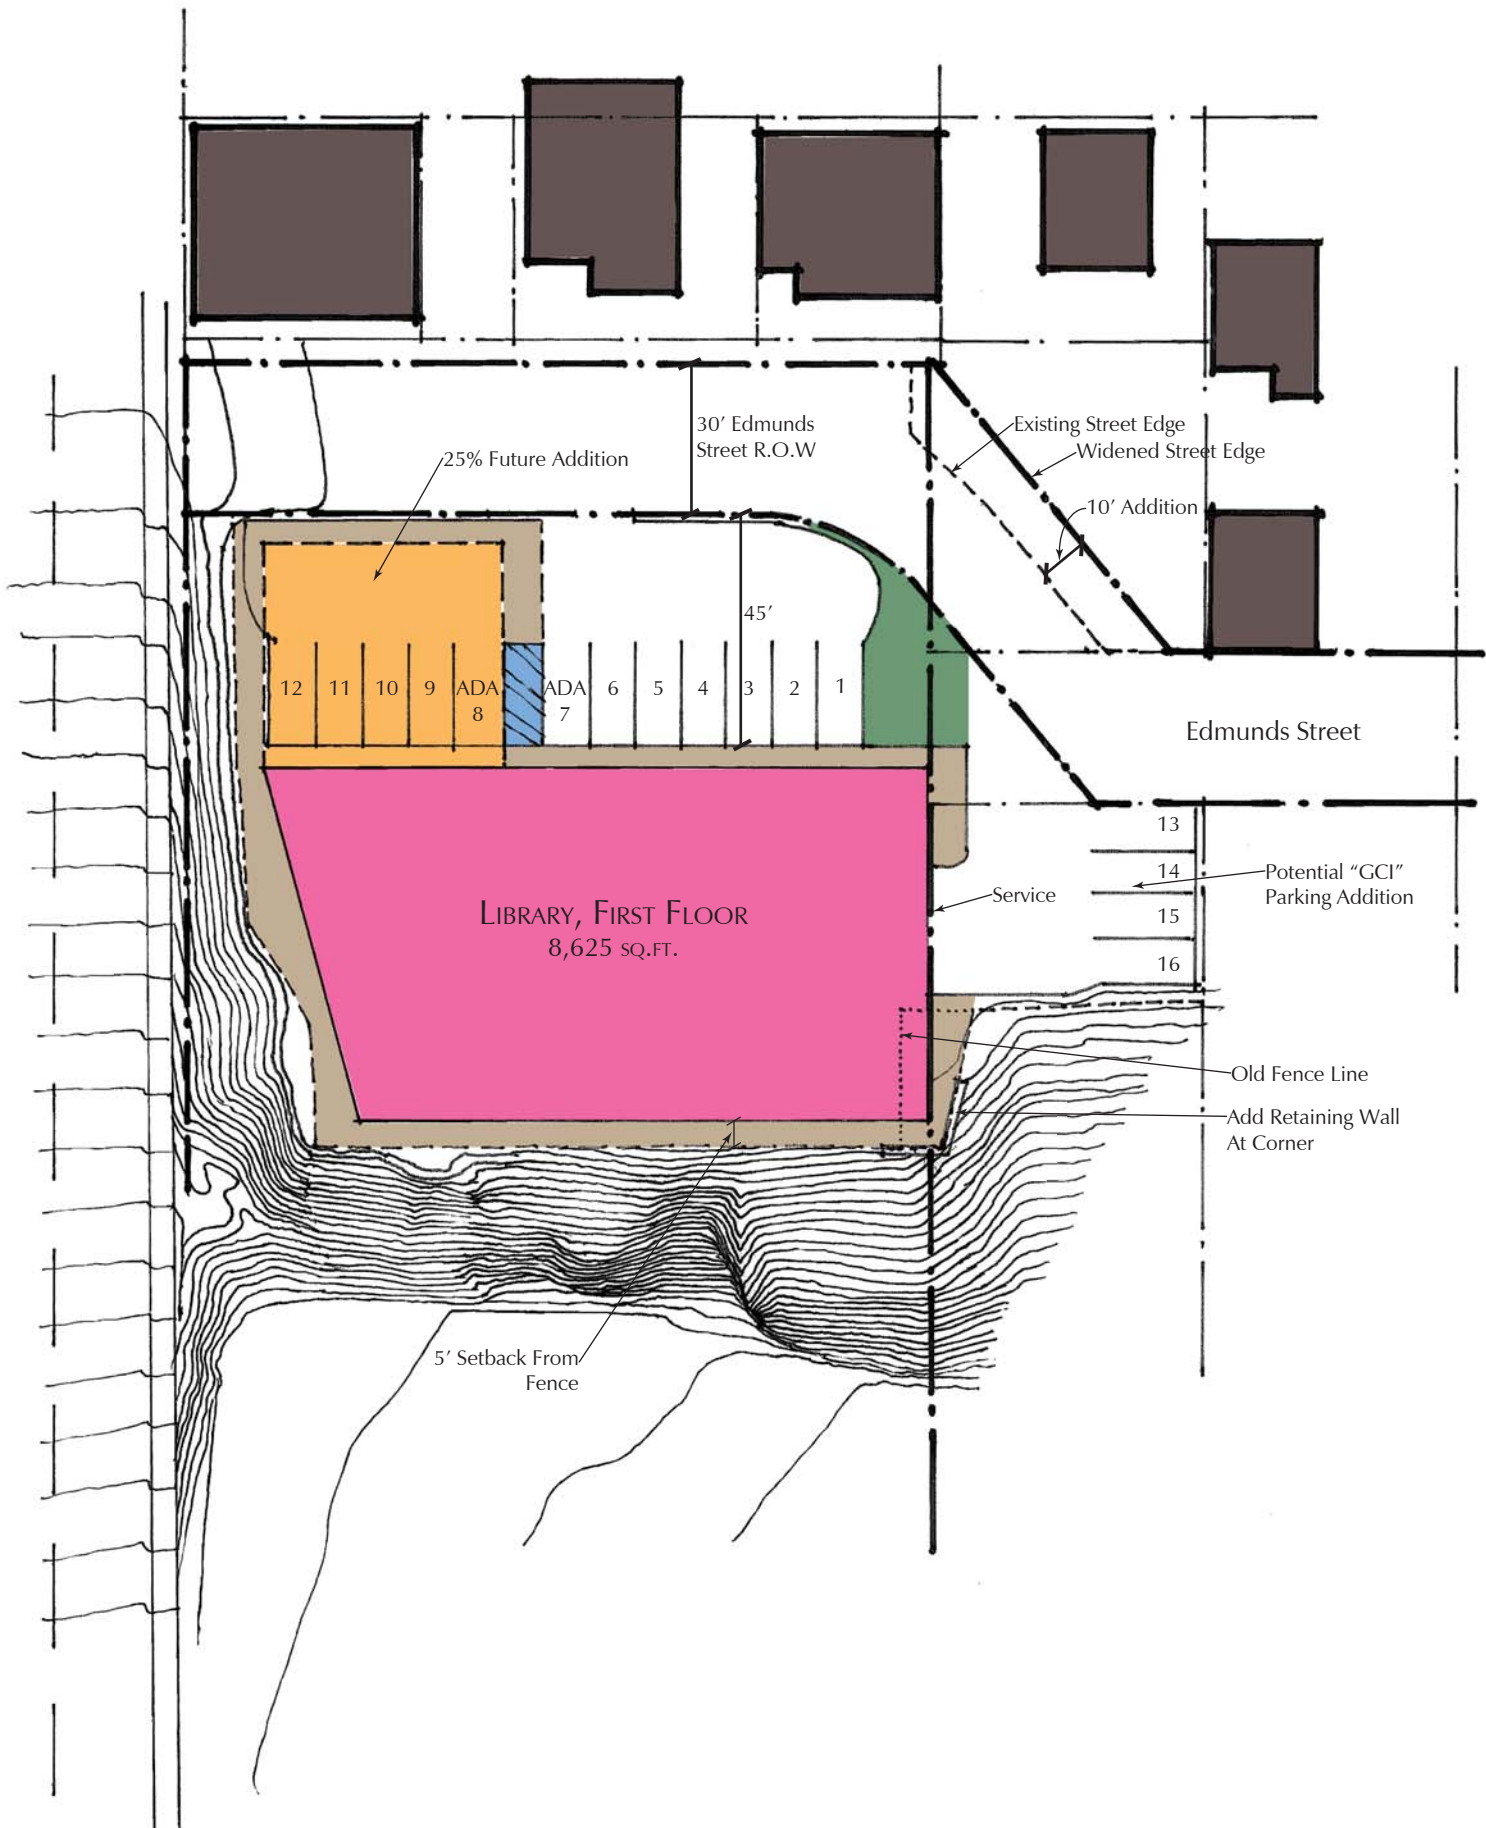 30’ Edmunds
Street R.O.W
Existing Street Edge
Widened Street Edge
25% Future Addition
10’ Addition
45’
12
11
10
9
ADA
8
ADA
7
6
5
4
3
2
1
Edmunds Street
13
14
15
16
Potential “GCI”
Parking Addition
Service
Library, First Floor
8,625 sq.ft.
Old Fence Line
Add Retaining Wall
At Corner
5’ Setback From
Fence